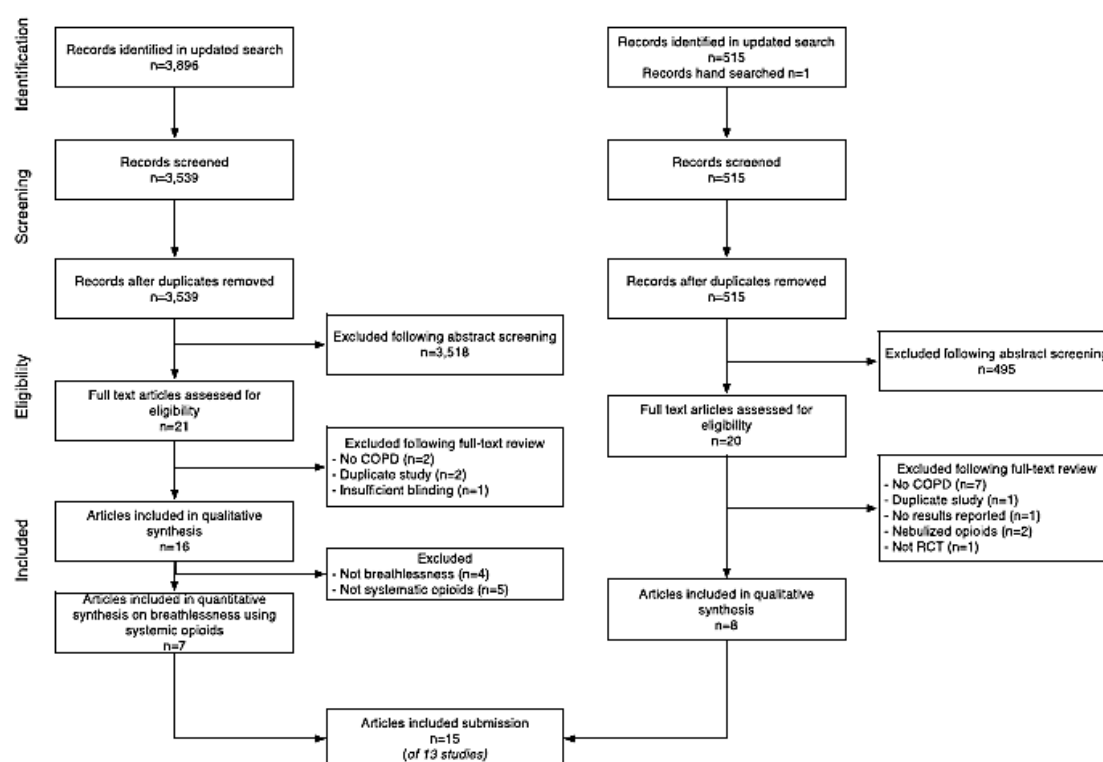 Identification
Records identified in updated search
n=3,896
Records identified in updated search
n=515
Records hand searched n=1
Screening
Records screened
n=3,539
Records screened
n=515
Records after duplicates removed
n=3,539
Records after duplicates removed
n=515
Eligibility
Excluded following abstract screening
n=3,518
Excluded following abstract screening
n=495
Full text articles assessed for
eligibility
n=21
Full text articles assessed for
eligibility
n=20
Excluded following full-text review
- No COPD (n=2)
- Duplicate study (n=2)
- Insufficient blinding (n=1)
Excluded following full-text review
- No COPD (n=7)
- Duplicate study (n=1)
- No results reported (n=1)
- Nebulized opioids (n=2)
- Not RCT (n=1)
Included
Articles included in qualitative
synthesis
n=16
Excluded
- Not breathlessness (n=4)
- Not systematic opioids (n=5)
Articles included in quantitative
synthesis on breathlessness using
systemic opioids
n=7
Articles included in qualitative
synthesis
n=8
Articles included submission
n=15
(of 13 studies)